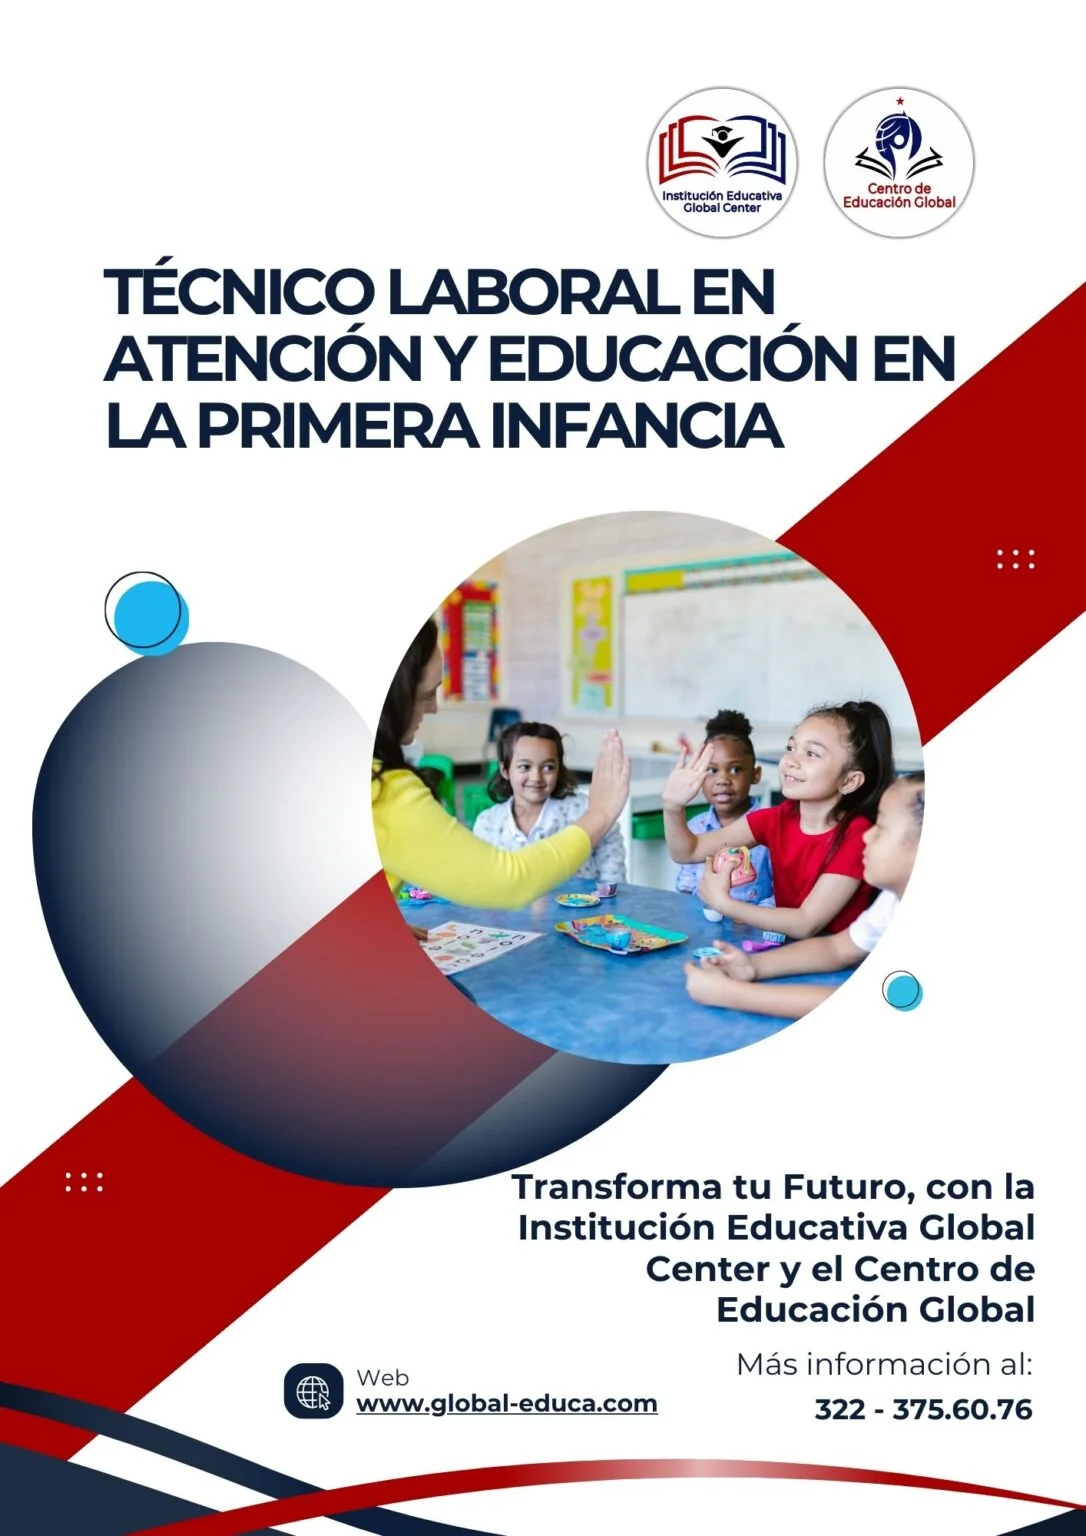 Institución Educativa
Global Center
Centro de
Educación Global
TÉCNICO LABORAL EN
ATENCIÓN Y EDUCACIÓN EN
LA PRIMERA INFANCIA
Transforma tu Futuro, con la
Institución Educativa Global
Center y el Centro de
Educación Global
Más información al:
322 - 375.60.76
Web
www.global-educa.com